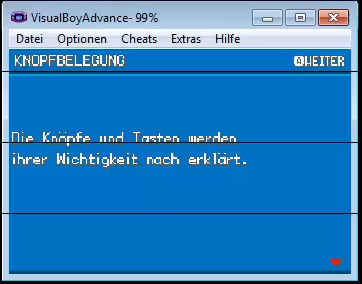 VisualBoyAdvance- 99%
Datei Optionen Cheats Extras Hilfe
KNOPFBELEGUNG ⒶWEITER
Die Knöpfe und Tasten werden
ihrer Wichtigkeit nach erklärt.